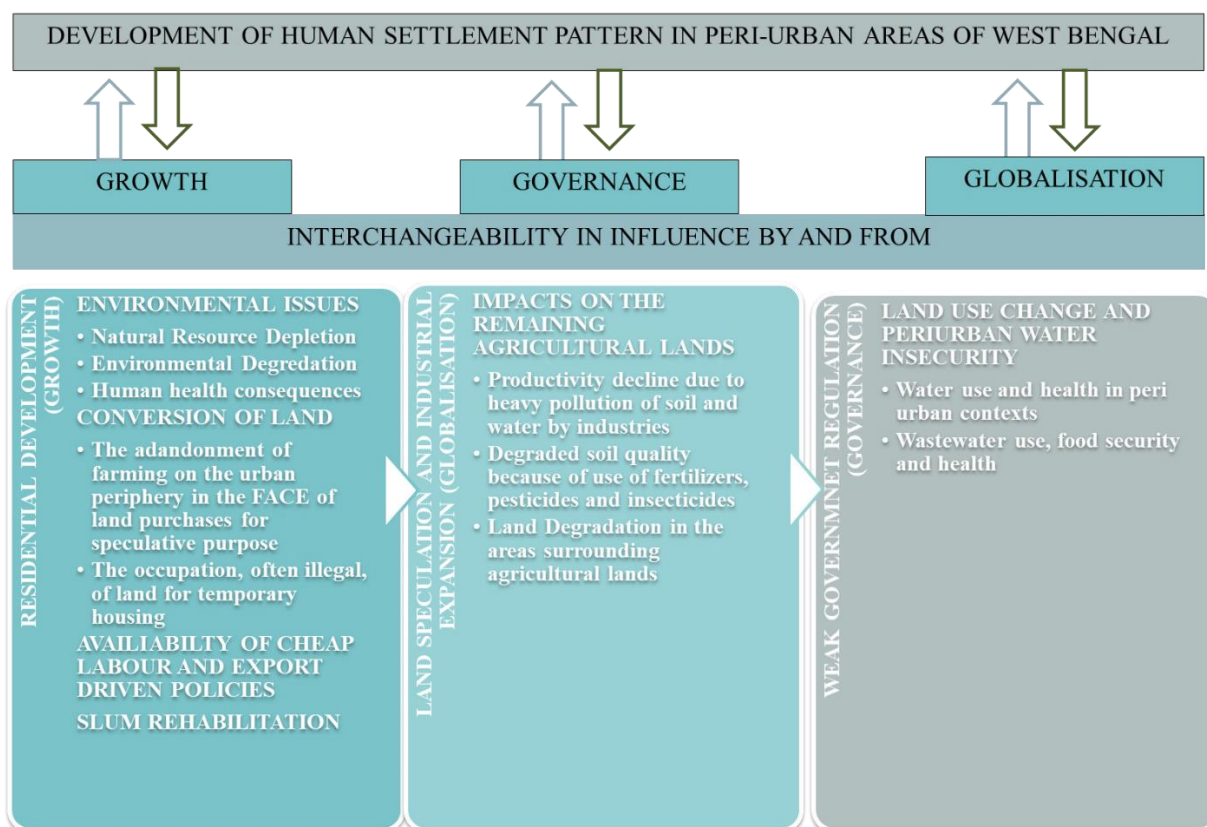 DEVELOPMENT OF HUMAN SETTLEMENT PATTERN IN PERI-URBAN AREAS OF WEST BENGAL
GROWTH
GOVERNANCE
GLOBALISATION
INTERCHANGEABILITY IN INFLUENCE BY AND FROM
RESIDENTIAL DEVELOPMENT
(GROWTH)
ENVIRONMENTAL ISSUES
• Natural Resource Depletion
• Environmental Degredation
• Human health consequences
CONVERSION OF LAND
• The adandonment of
farming on the urban
periphery in the FACE of
land purchases for
speculative purpose
• The occupation, often illegal,
of land for temporary
housing
AVAILIABILTY OF CHEAP
LABOUR AND EXPORT
DRIVEN POLICIES
SLUM REHABILITATION
LAND SPECULATION AND INDUSTRIAL
EXPANSION (GLOBALISATION)
IMPACTS ON THE
REMAINING
AGRICULTURAL LANDS
• Productivity decline due to
heavy pollution of soil and
water by industries
• Degraded soil quality
because of use of fertilizers,
pesticides and insecticides
• Land Degradation in the
areas surrounding
agricultural lands
WEAK GOVERNMNET REGULATION
(GOVERNANCE)
LAND USE CHANGE AND
PERIURBAN WATER
INSECURITY
• Water use and health in peri
urban contexts
• Wastewater use, food security
and health